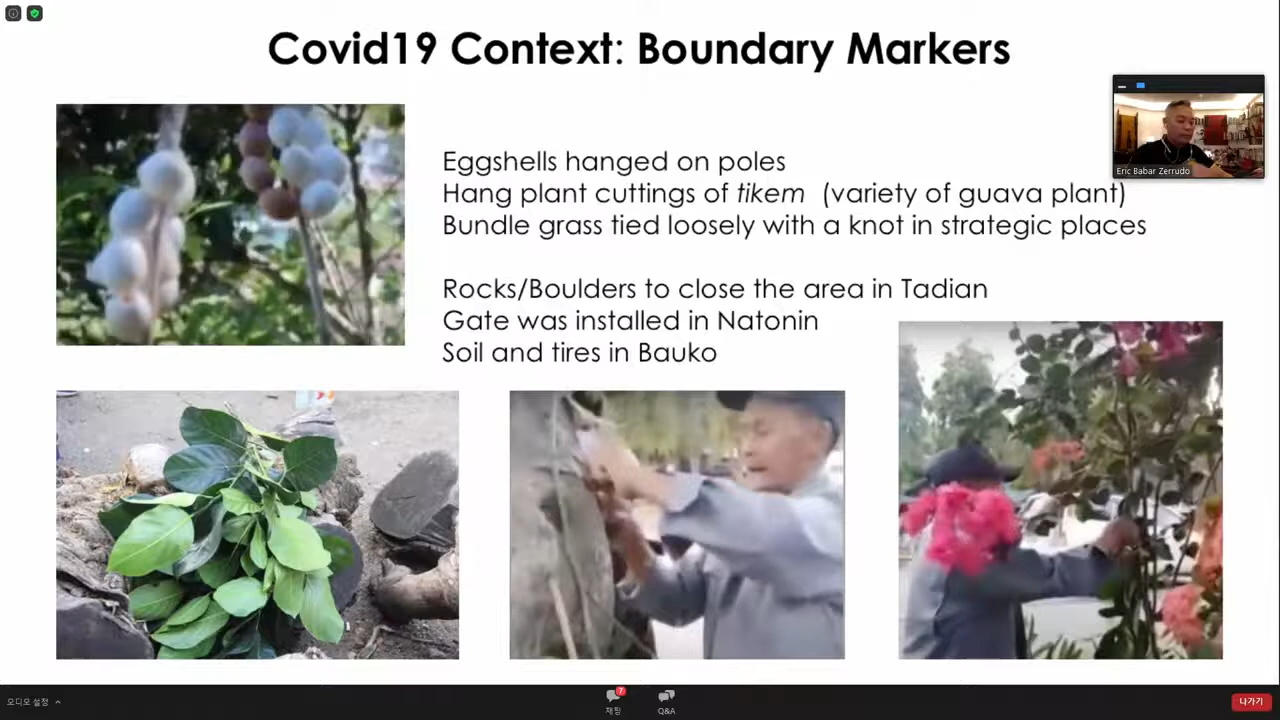 Covid19 Context: Boundary Markers
Eric Babar Zerrudo
Eggshells hanged on poles
Hang plant cuttings of tikem (variety of guava plant)
Bundle grass tied loosely with a knot in strategic places
Rocks/Boulders to close the area in Tadian
Gate was installed in Natonin
Soil and tires in Bauko
오디오 설정
7
채팅
Q&A
나가기